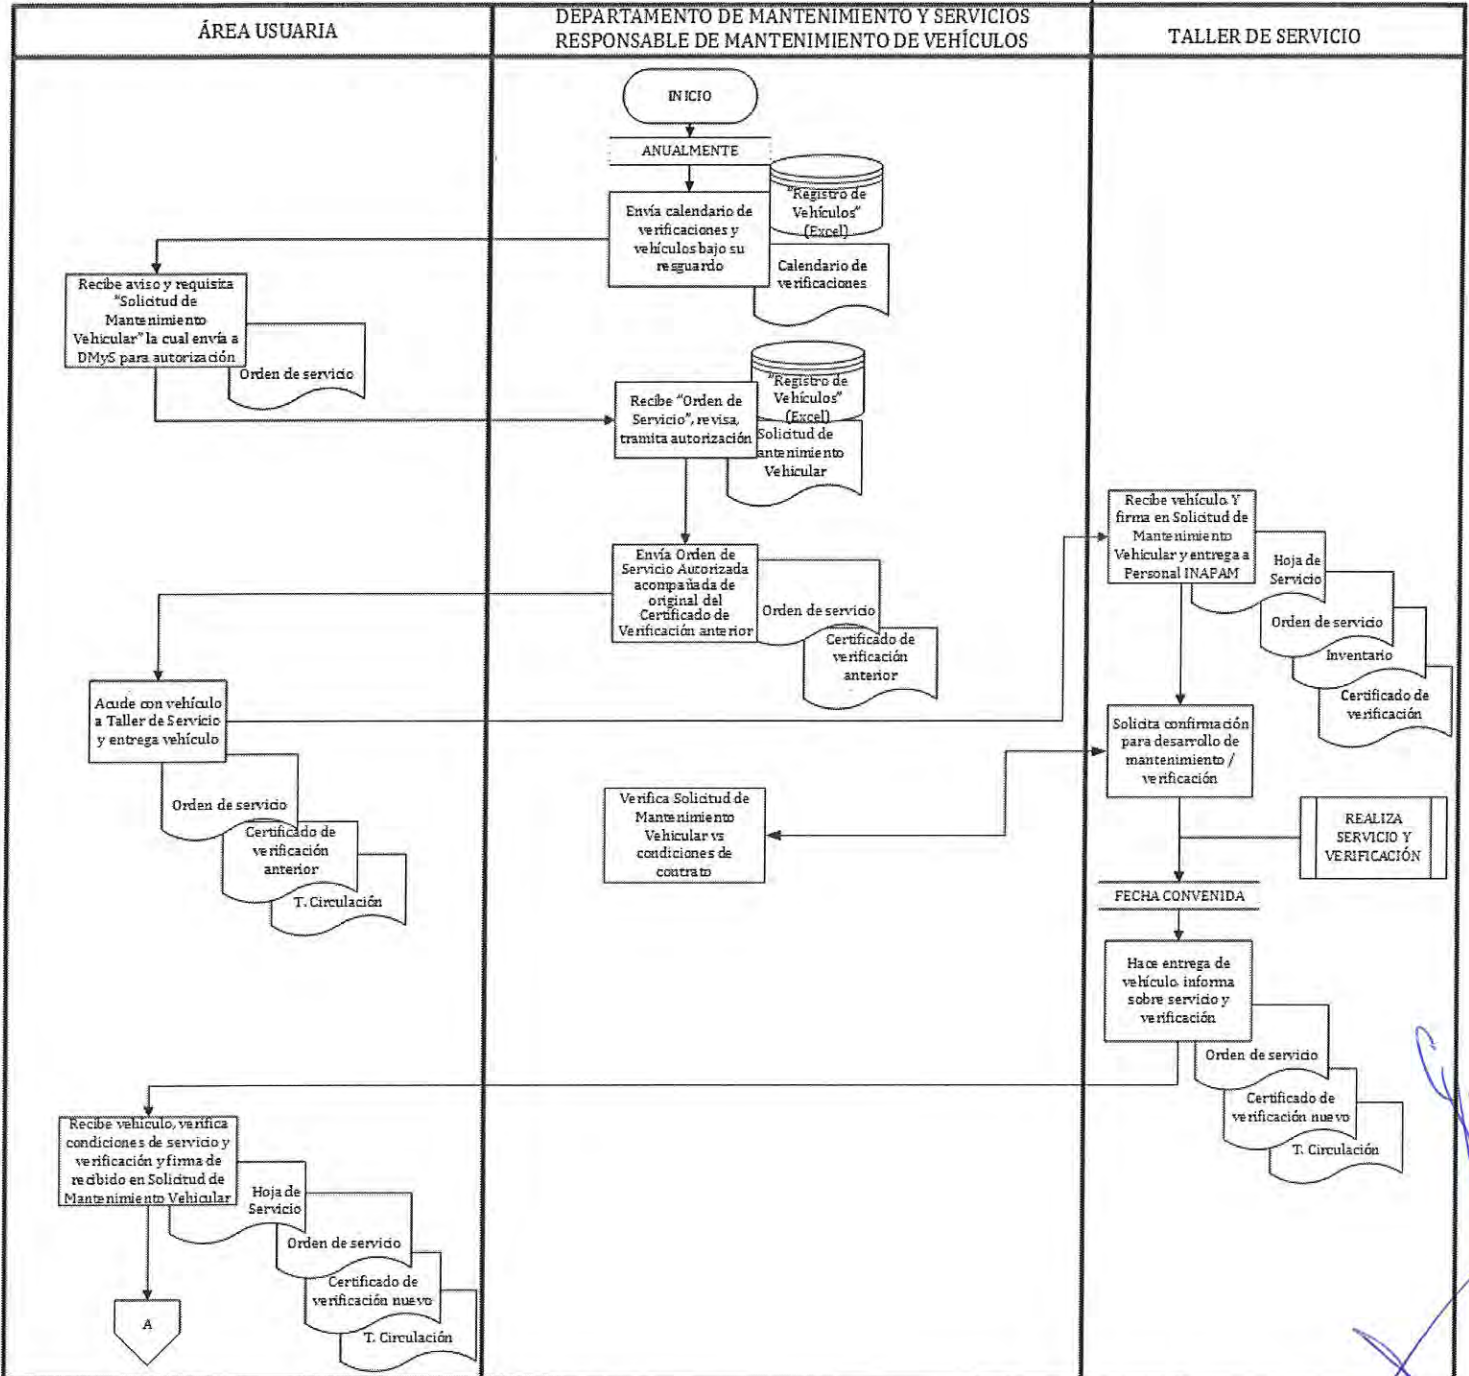 ÁREA USUARIA
DEPARTAMENTO DE MANTENIMIENTO Y SERVICIOS
RESPONSABLE DE MANTENIMIENTO DE VEHÍCULOS
TALLER DE SERVICIO
INICIO
ANUALMENTE
Envía calendario de
verificaciones y
vehículos bajo su
resguardo
"Registro de
Vehículos"
(Excel)
Calendario de
verificaciones
Recibe aviso y requisita
"Solicitud de
Mantenimiento
Vehicular" la cual envía a
DMyS para autorización
Orden de servicio
Recibe "Orden de
Servicio", revisa,
tramita autorización
"Registro de
Vehículos"
(Excel)
Solicitud de
antenimiento
Vehicular
Envía Orden de
Servicio Autorizada
acompañada de
original del
Certificado de
Verificación anterior
Orden de servicio
Certificado de
verificación
anterior
Recibe vehículo. Y
firma en Solicitud de
Mantenimiento
Vehicular y entrega a
Personal INAPAM
Hoja de
Servicio
Orden de servicio
Inventario
Certificado de
verificación
Acude con vehículo
a Taller de Servicio
y entrega vehículo
Orden de servicio
Certificado de
verificación
anterior
T. Circulación
Solicita confirmación
para desarrollo de
mantenimiento /
verificación
Verifica Solicitud de
Mantenimiento
Vehicular vs
condiciones de
contrato
REALIZA
SERVICIO Y
VERIFICACIÓN
FECHA CONVENIDA
Hace entrega de
vehículo, informa
sobre servicio y
verificación
Orden de servicio
Certificado de
verificación nuevo
T. Circulación
Recibe vehículo, verifica
condiciones de servicio y
verificación y firma de
recibido en Solicitud de
Mantenimiento Vehicular
Hoja de
Servicio
Orden de servicio
Certificado de
verificación nuevo
T. Circulación
A